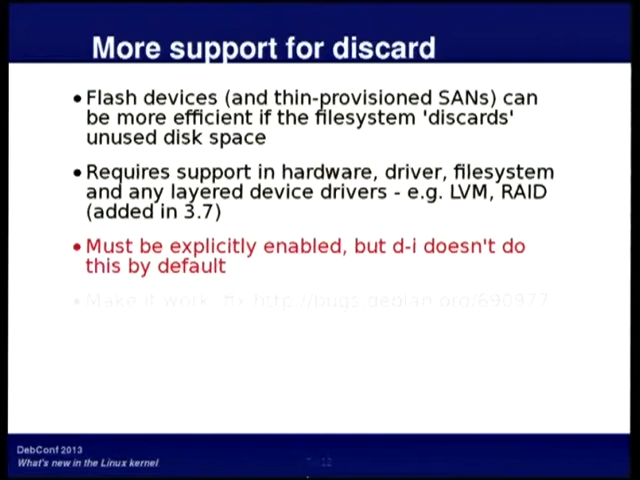 More support for discard
•Flash devices (and thin-provisioned SANs) can
be more efficient if the filesystem 'discards'
unused disk space
•Requires support in hardware, driver, filesystem
and any layered device drivers - e.g. LVM, RAID
(added in 3.7)
•Must be explicitly enabled, but d-i doesn't do
this by default
•Make it work: fix http://bugs.debian.org/690977
DebConf 2013
What's new in the Linux kernel